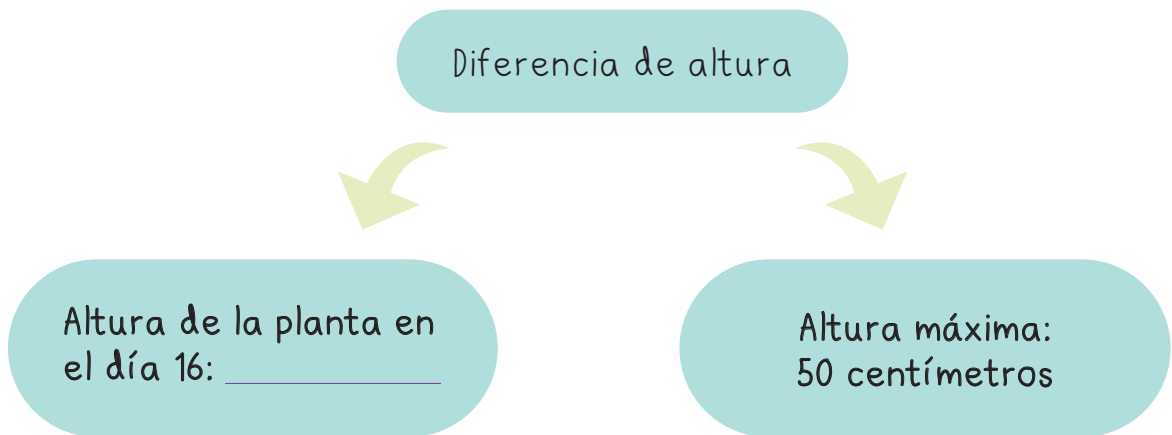 Diferencia de altura
Altura de la planta en
el día 16: ____________
Altura máxima:
50 centímetros